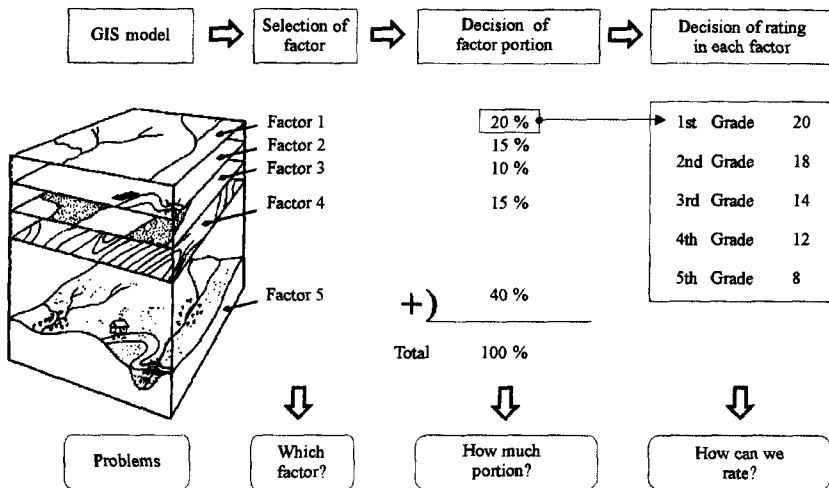 GIS model
Selection of
factor
Decision of
factor portion
Decision of rating
in each factor
Factor 1
Factor 2
Factor 3
Factor 4
Factor 5
20 %
15 %
10 %
15 %
+) 40 %
Total 100 %
1st Grade 20
2nd Grade 18
3rd Grade 14
4th Grade 12
5th Grade 8
Problems
Which
factor?
How much
portion?
How can we
rate?